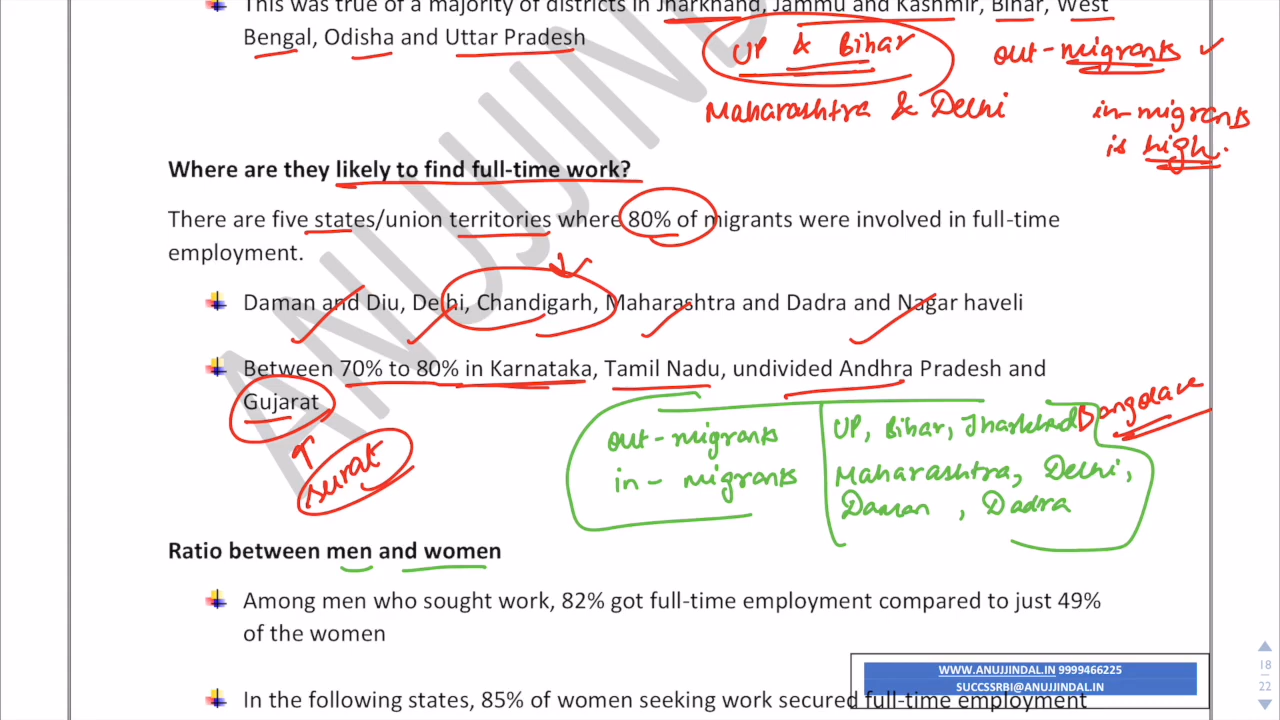 This was true of a majority of districts in Jharkhand, Jammu and Kashmir, Bihar, West
Bengal, Odisha and Uttar Pradesh
UP & Bihar
out-migrants
Maharashtra & Delhi
in-migrants
is high.
Where are they likely to find full-time work?
There are five states/union territories where 80% of migrants were involved in full-time
employment.
Daman and Diu, Delhi, Chandigarh, Maharashtra and Dadra and Nagar haveli
Between 70% to 80% in Karnataka, Tamil Nadu, undivided Andhra Pradesh and
Gujarat
Surat
out-migrants
in-migrants
UP, Bihar, Jharkhad
Bangalare
Maharashtra, Delhi,
Daman, Dadra
Ratio between men and women
Among men who sought work, 82% got full-time employment compared to just 49%
of the women
In the following states, 85% of women seeking work secured full-time employment
WWW.ANUJJINDAL.IN 9999466225
SUCCSSRBI@ANUJJINDAL.IN
ANUJJIND
18
22